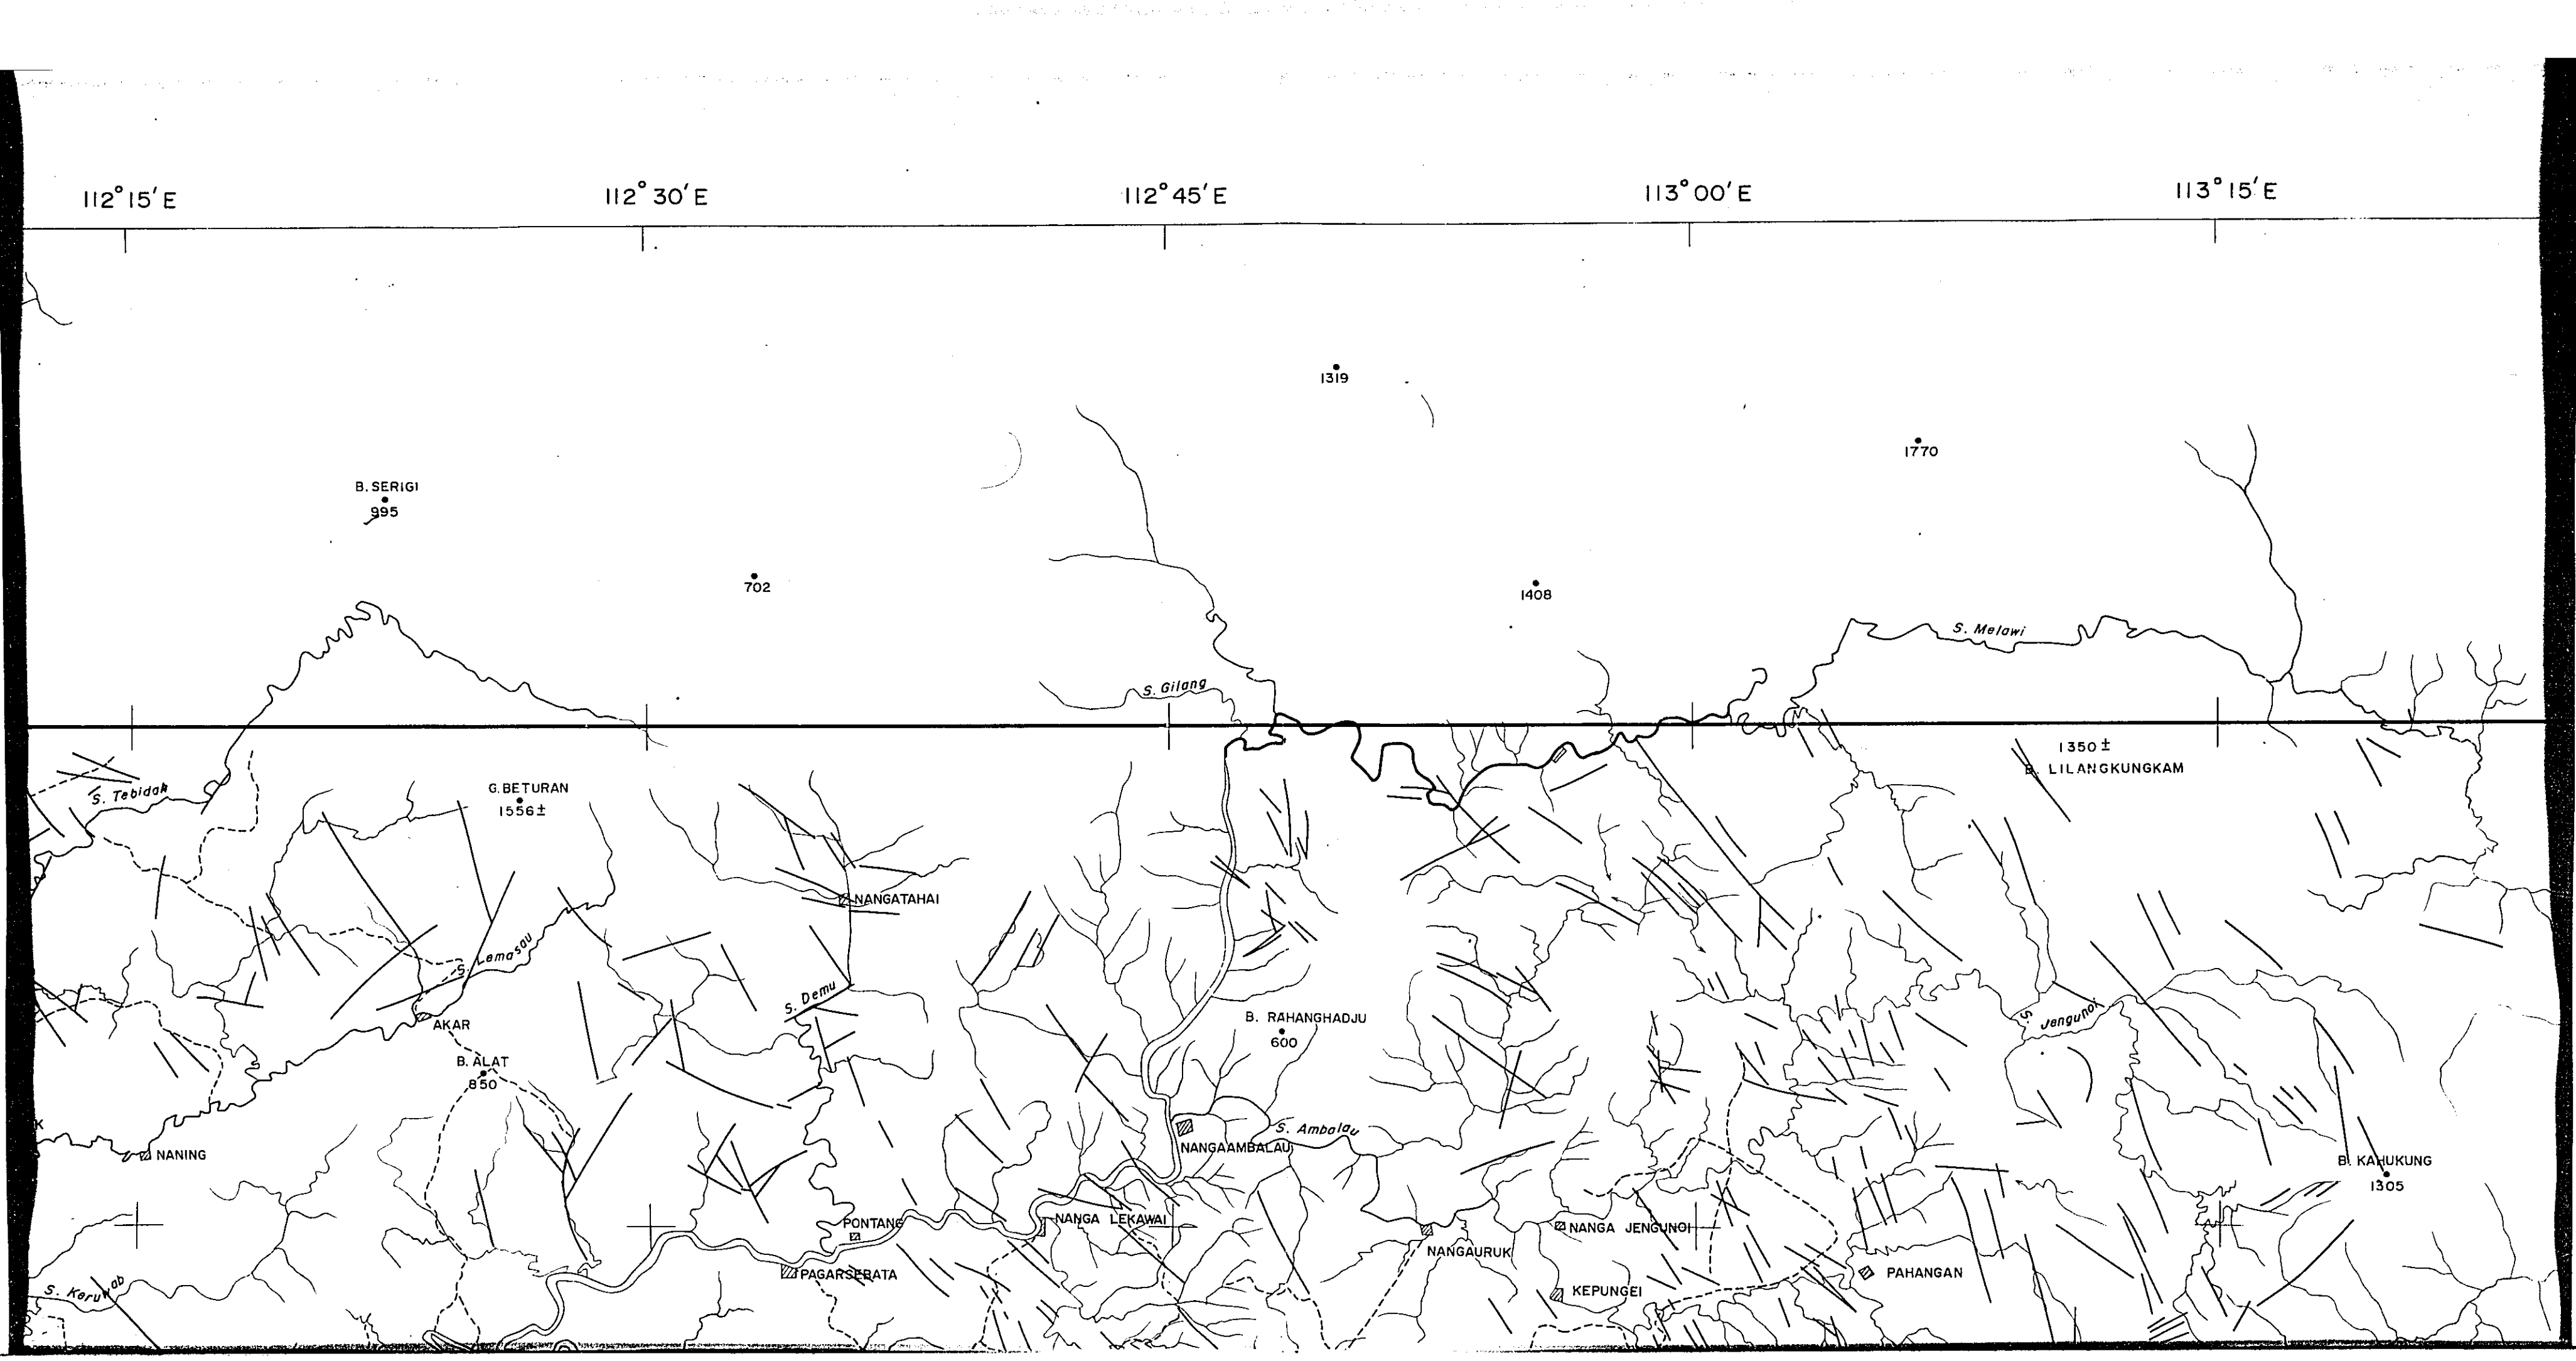 112° 15′ E
112° 30′ E
112° 45′ E
113° 00′ E
113° 15′ E
1319
1770
B. SERIGI
995
702
1408
S. Melawi
S. Gilang
1350 ±
B. LILANGKUNGKAM
S. Tebidah
G. BETURAN
1556 ±
NANGATAHAI
S. Lemasau
S. Demu
S. Jengunoi
AKAR
B. RAHANGHADJU
600
B. ALAT
850
K
S. Ambalau
NANGAAMBALAU
NANING
B. KAHUKUNG
1305
PONTANG
NANGA LEKAWAI
NANGA JENGUNOI
NANGAURUK
PAGARSEBATA
PAHANGAN
S. Keruwab
KEPUNGEI